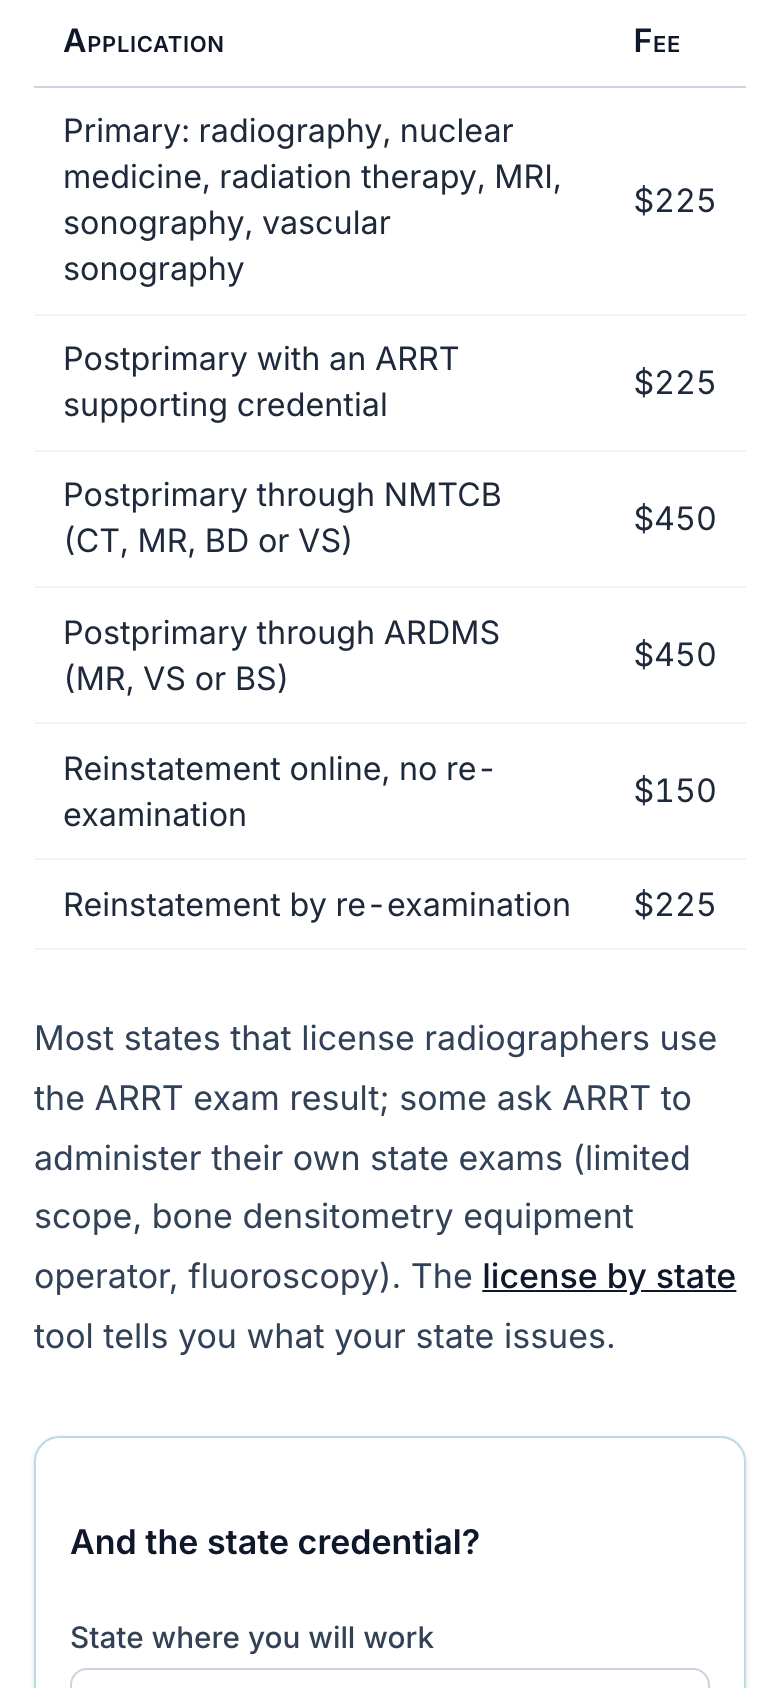 Application Fee
Primary: radiography, nuclear
medicine, radiation therapy, MRI,
sonography, vascular
sonography
$225
Postprimary with an ARRT
supporting credential
$225
Postprimary through NMTCB
(CT, MR, BD or VS)
$450
Postprimary through ARDMS
(MR, VS or BS)
$450
Reinstatement online, no re-
examination
$150
Reinstatement by re-examination $225
Most states that license radiographers use
the ARRT exam result; some ask ARRT to
administer their own state exams (limited
scope, bone densitometry equipment
operator, fluoroscopy). The license by state
tool tells you what your state issues.
And the state credential?
State where you will work